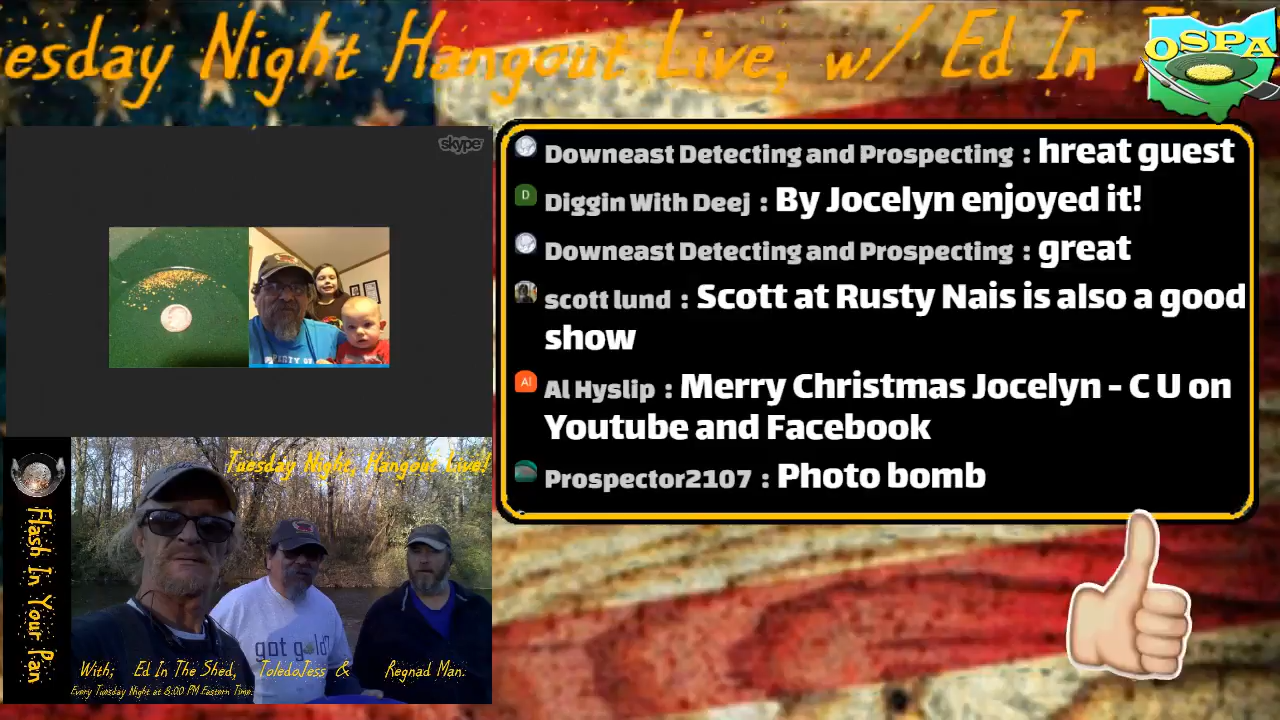 uesday Night Hangout Live, w/ Ed In T
OSPA
skype
Downeast Detecting and Prospecting : hreat guest
D
Diggin With Deej : By Jocelyn enjoyed it!
Downeast Detecting and Prospecting : great
scott lund : Scott at Rusty Nais is also a good
show
Al
Al Hyslip : Merry Christmas Jocelyn - C U on
Youtube and Facebook
Prospector2107 : Photo bomb
Tuesday Night, Hangout Live!
Flash In Your Pan
got gold?
With; Ed In The Shed, ToledoJess & Regnad Man.
Every Tuesday Night at 8:00 PM Eastern Time.